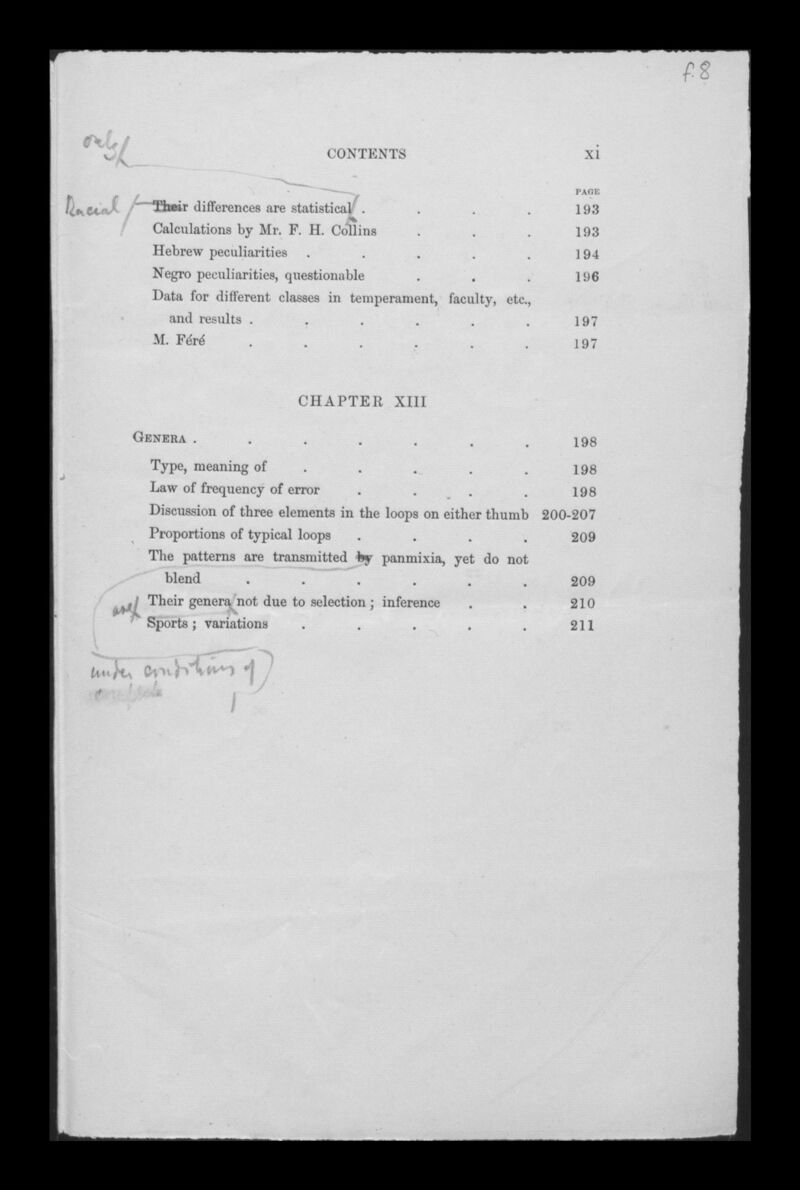 f. 8
only
CONTENTS xi
PAGE
Racial / Their differences are statistical . . . . 193
Calculations by Mr. F. H. Collins . . . 193
Hebrew peculiarities . . . . . 194
Negro peculiarities, questionable . . . 196
Data for different classes in temperament, faculty, etc.,
and results . . . . . . 197
M. Féré . . . . . . 197
CHAPTER XIII
GENERA . . . . . . . 198
Type, meaning of . . . . . 198
Law of frequency of error . . . . 198
Discussion of three elements in the loops on either thumb 200-207
Proportions of typical loops . . . . 209
The patterns are transmitted by panmixia, yet do not
blend . . . . . . 209
are Their genera not due to selection ; inference . . 210
Sports ; variations . . . . . 211
under conditions of